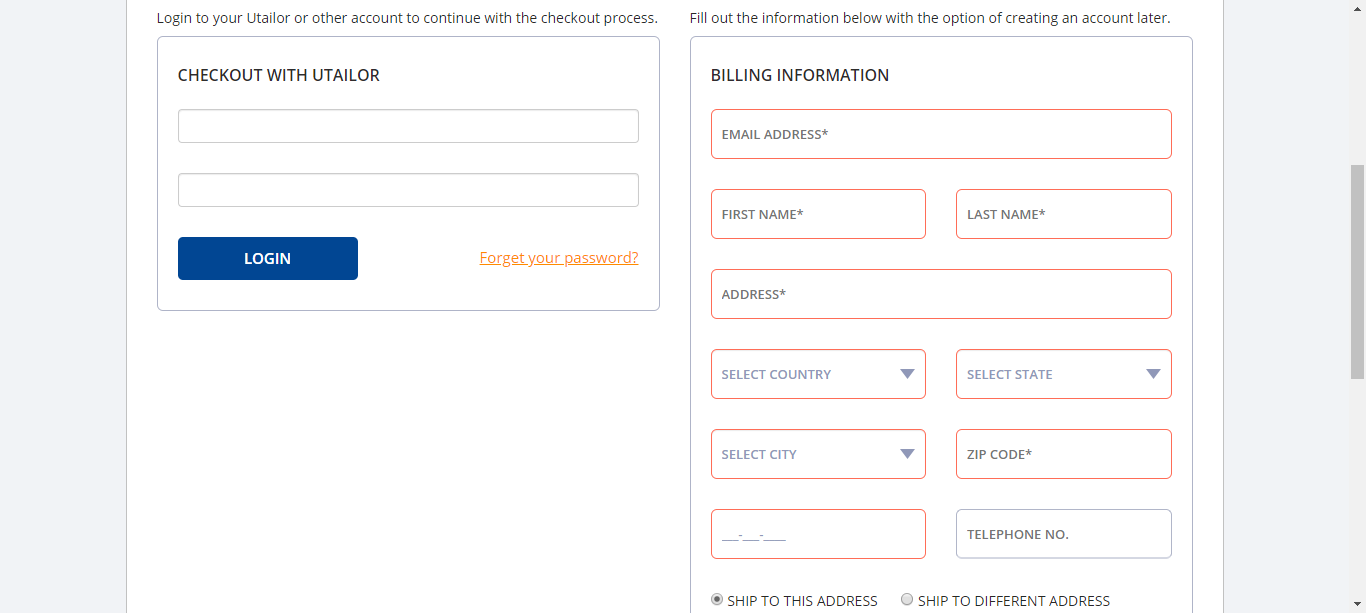 Login to your Utailor or other account to continue with the checkout process.
CHECKOUT WITH UTAILOR
LOGIN
Forget your password?
Fill out the information below with the option of creating an account later.
BILLING INFORMATION
EMAIL ADDRESS*
FIRST NAME*
LAST NAME*
ADDRESS*
SELECT COUNTRY
SELECT STATE
SELECT CITY
ZIP CODE*
___-___-____
TELEPHONE NO.
SHIP TO THIS ADDRESS
SHIP TO DIFFERENT ADDRESS